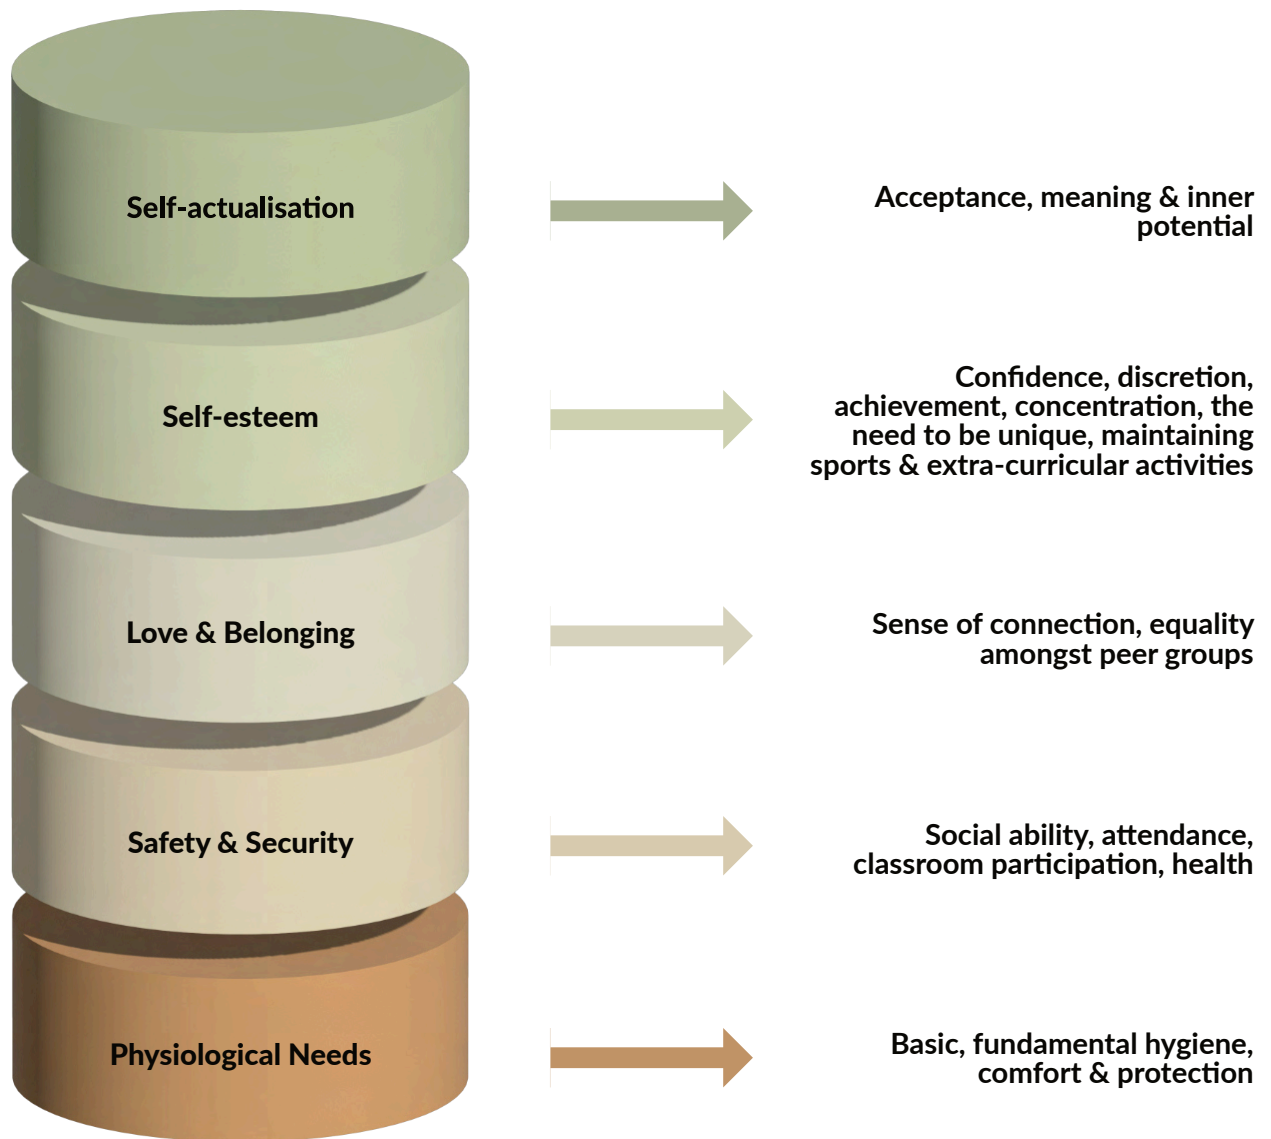 Self-actualisation
Acceptance, meaning & inner
potential
Self-esteem
Confidence, discretion,
achievement, concentration, the
need to be unique, maintaining
sports & extra-curricular activities
Love & Belonging
Sense of connection, equality
amongst peer groups
Safety & Security
Social ability, attendance,
classroom participation, health
Physiological Needs
Basic, fundamental hygiene,
comfort & protection